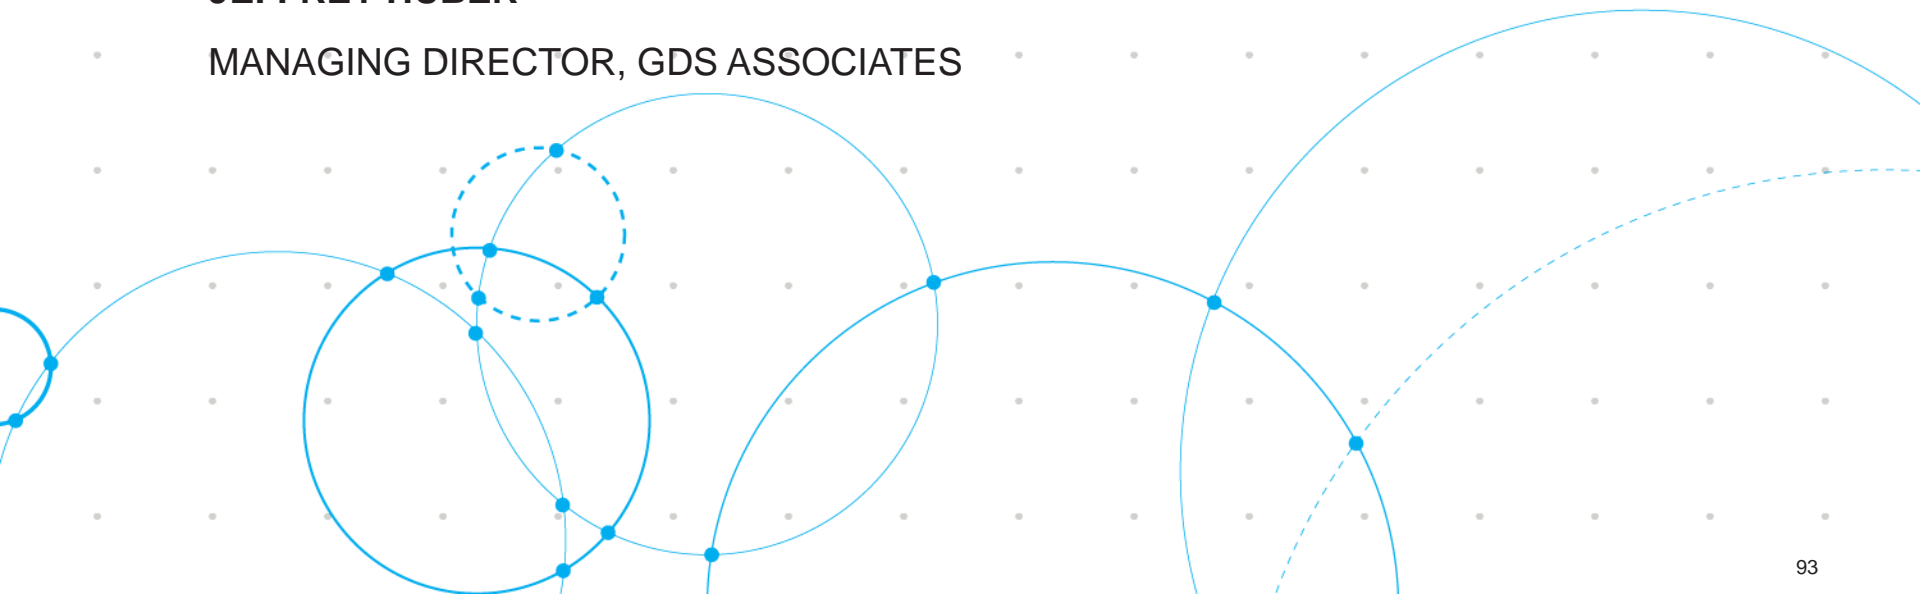 MANAGING DIRECTOR, GDS ASSOCIATES
93